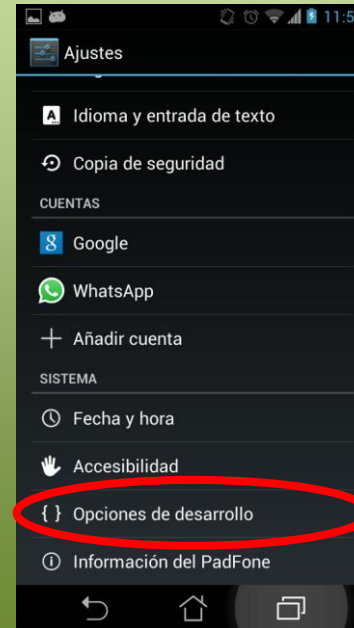 11:5
Ajustes
Idioma y entrada de texto
Copia de seguridad
CUENTAS
Google
WhatsApp
Añadir cuenta
SISTEMA
Fecha y hora
Accesibilidad
{ } Opciones de desarrollo
Información del PadFone